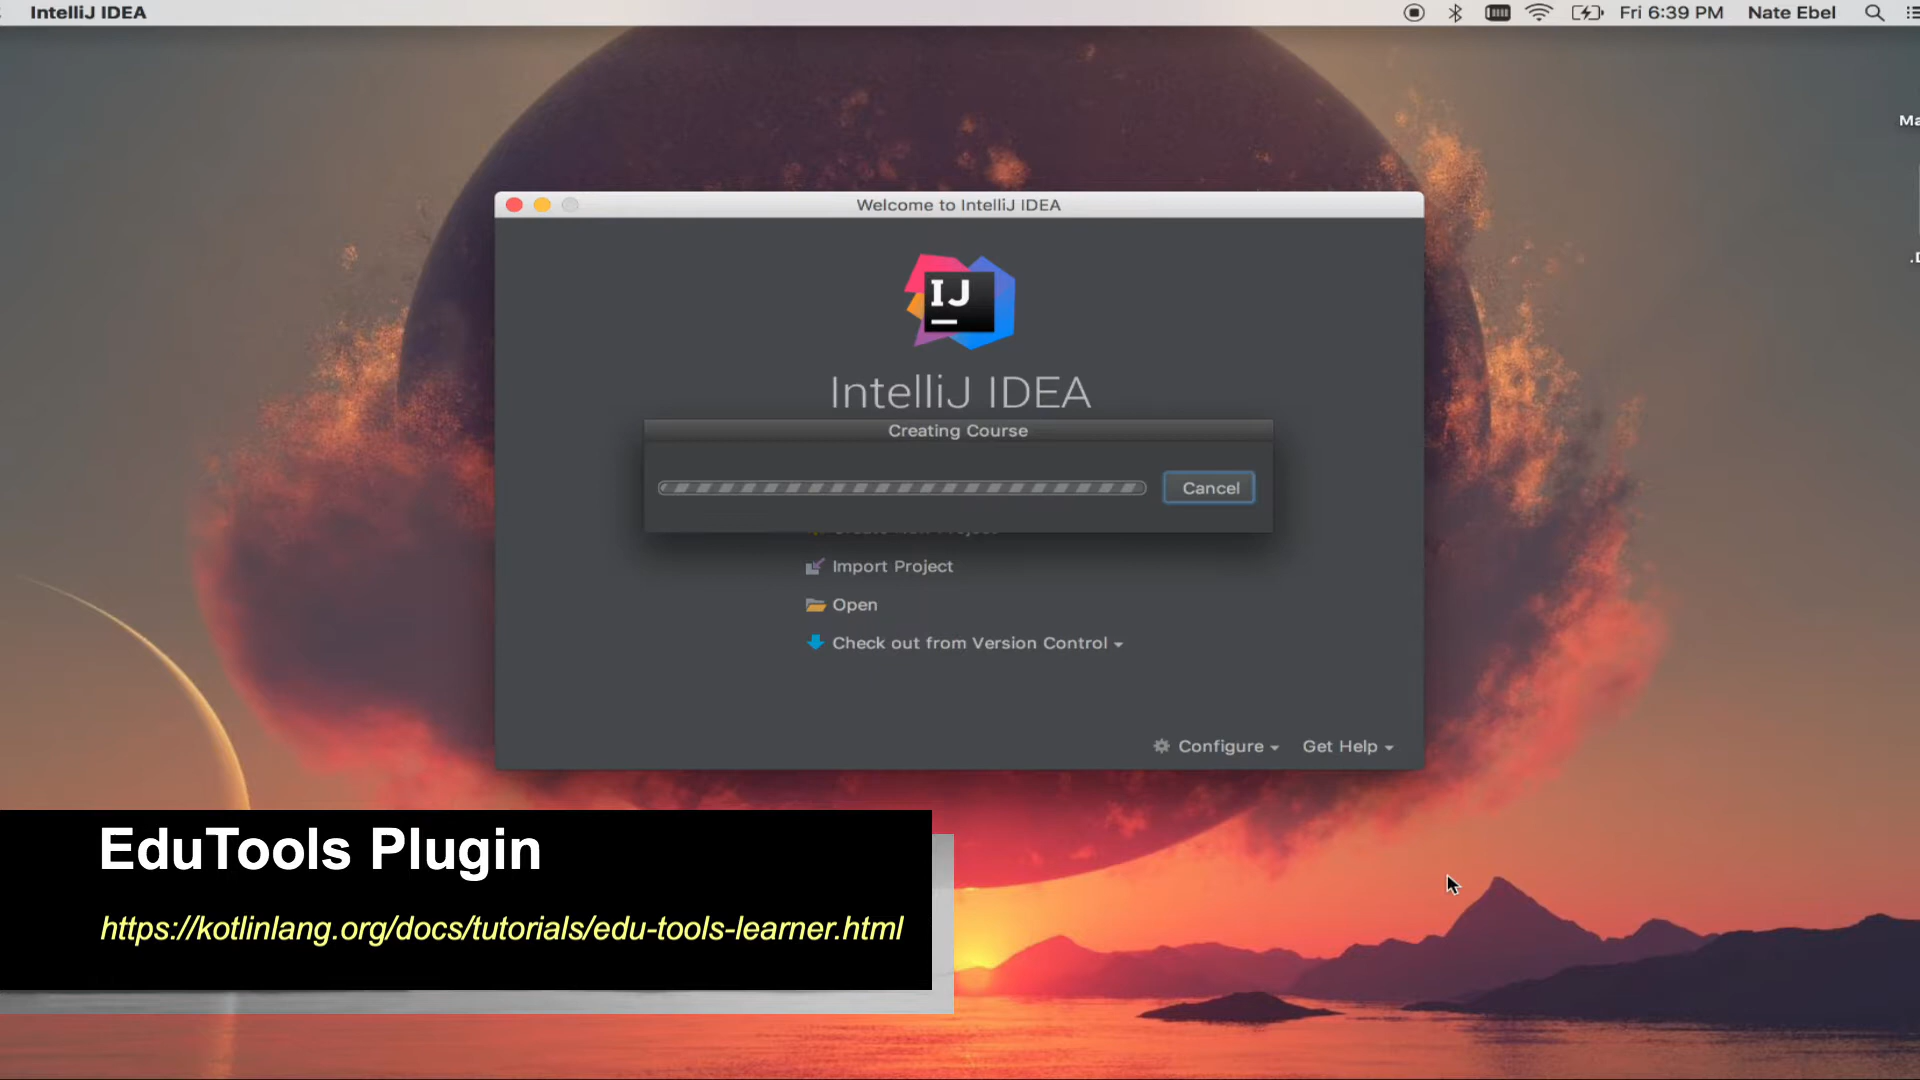 IntelliJ IDEA
Fri 6:39 PM Nate Ebel
Ma
Welcome to IntelliJ IDEA
IJ
IntelliJ IDEA
Creating Course
Cancel
Import Project
Open
Check out from Version Control
Configure Get Help
EduTools Plugin
https://kotlinlang.org/docs/tutorials/edu-tools-learner.html